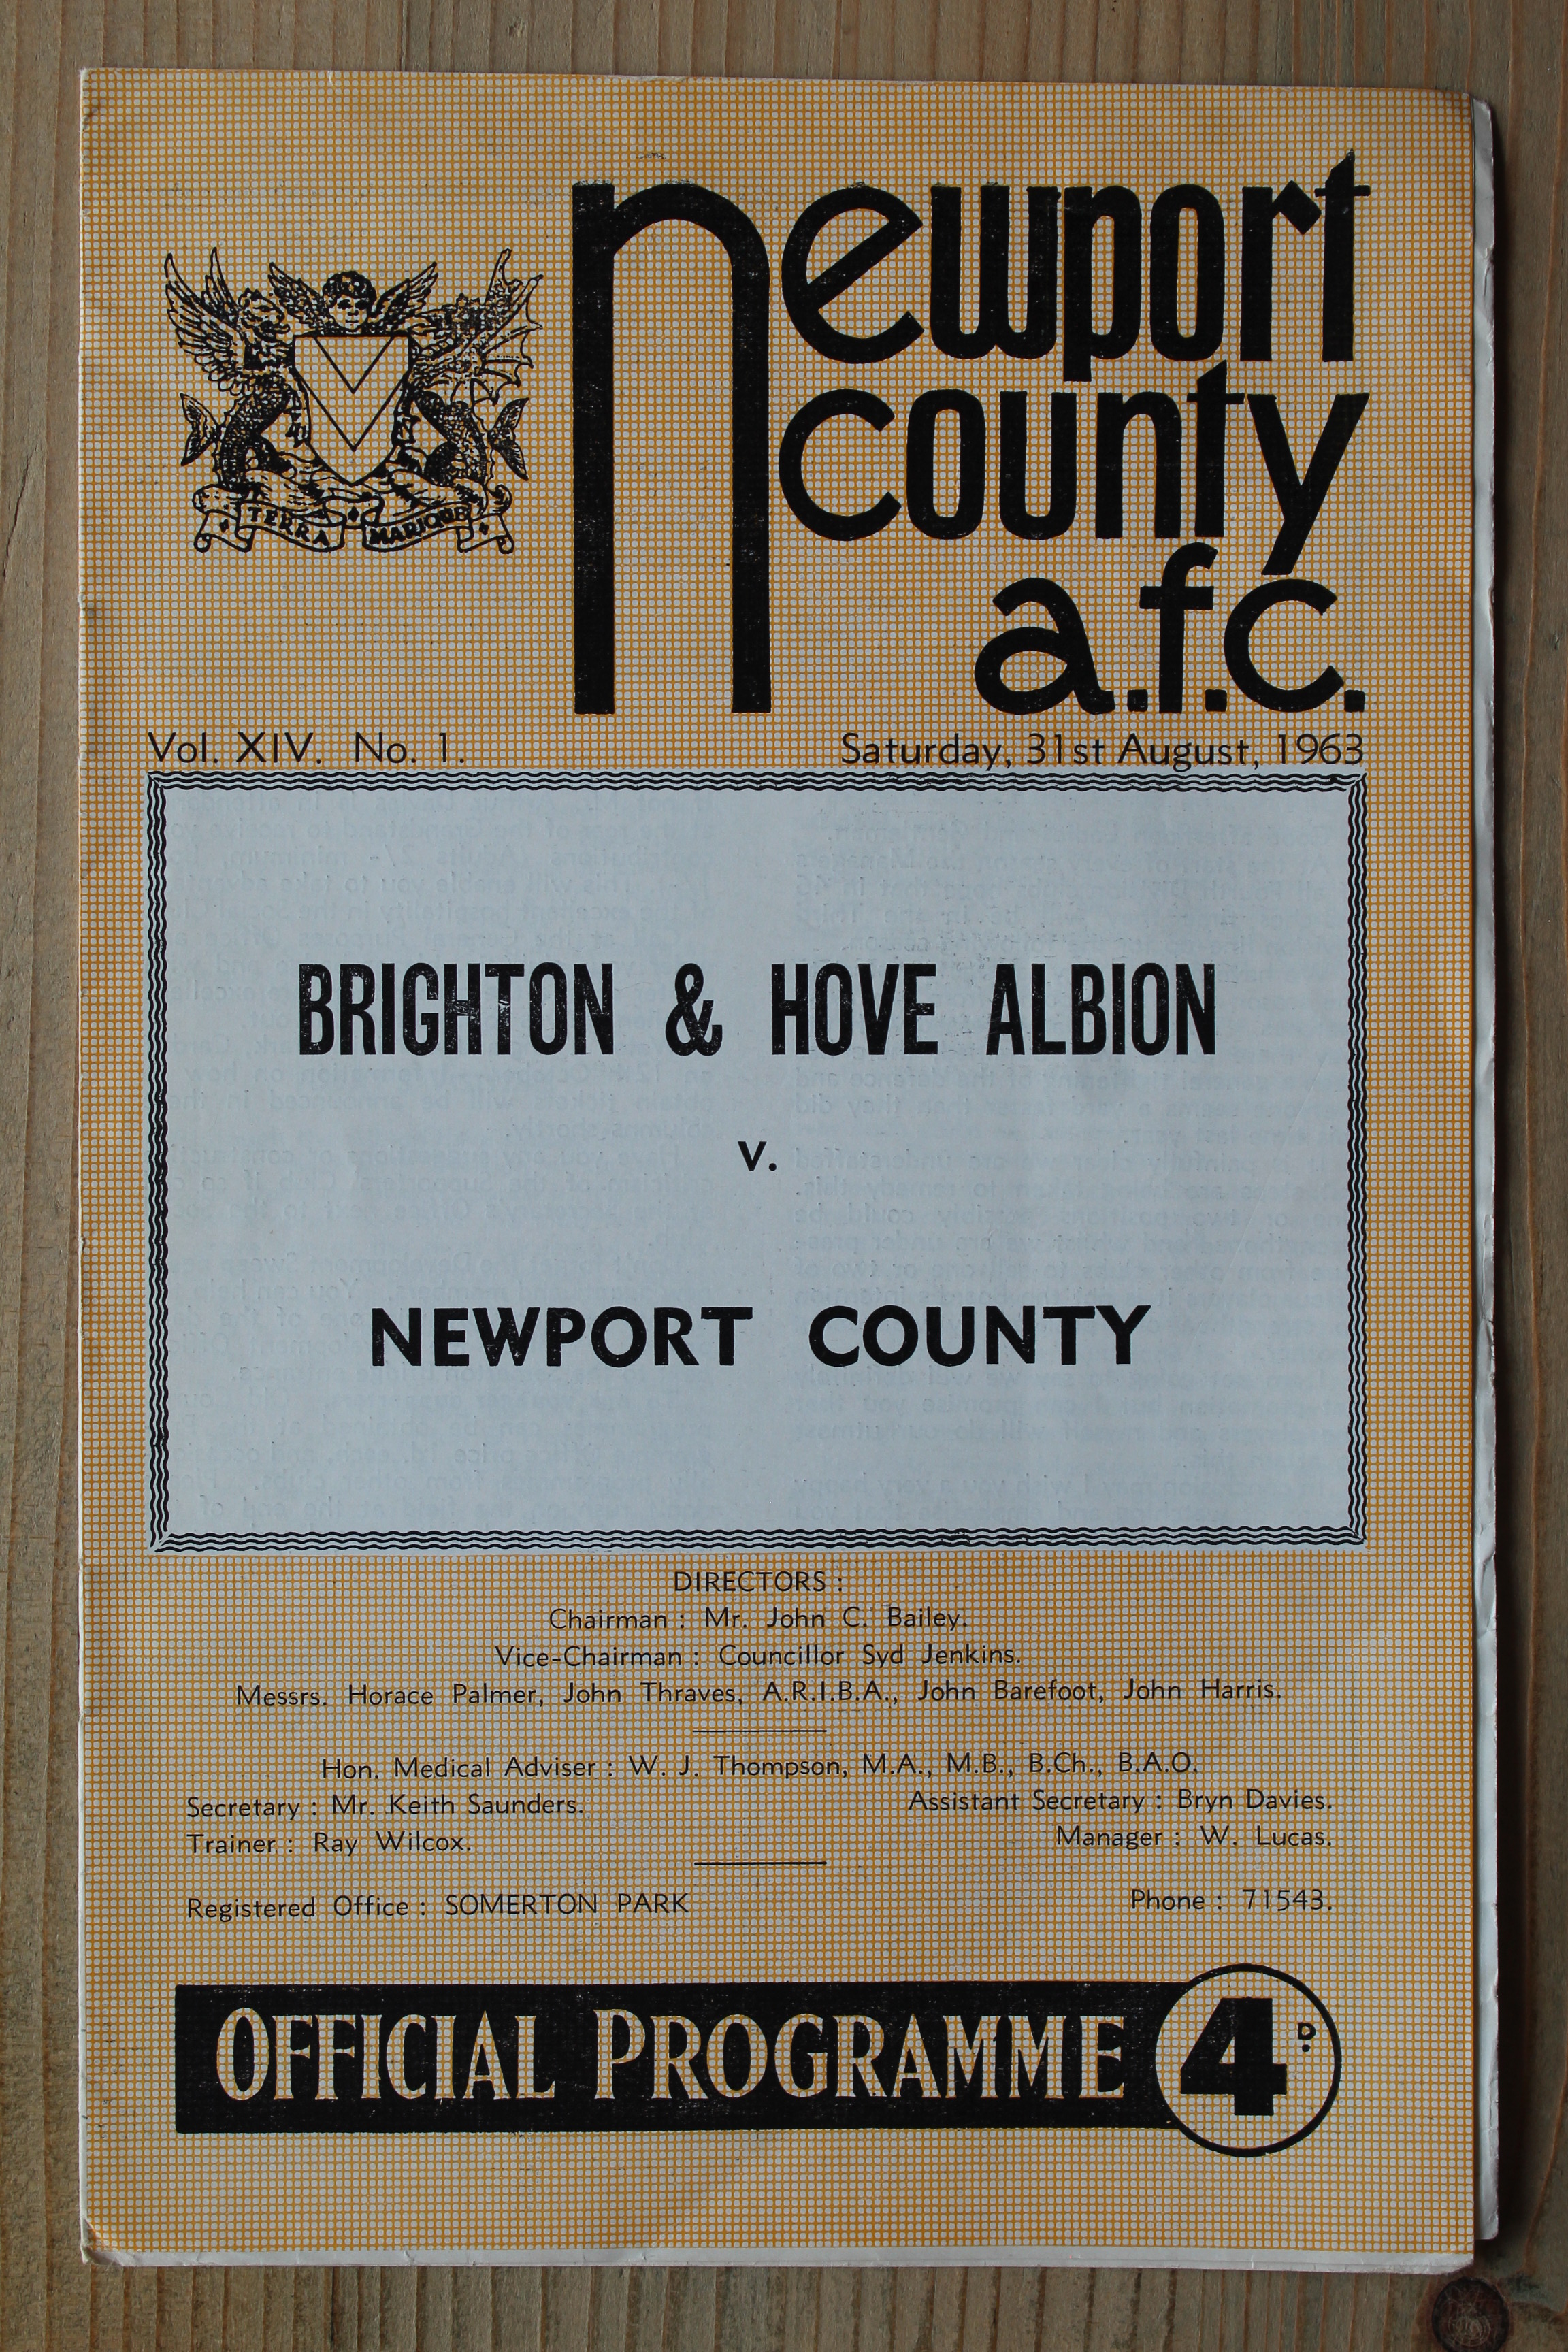 newport
county
a.f.c.
TERRA MARIQUE
Vol. XIV. No. 1. Saturday, 31st August, 1963
BRIGHTON & HOVE ALBION
v.
NEWPORT COUNTY
DIRECTORS :
Chairman : Mr. John C. Bailey.
Vice-Chairman : Councillor Syd Jenkins.
Messrs. Horace Palmer, John Thraves, A.R.I.B.A., John Barefoot, John Harris.
Hon. Medical Adviser : W. J. Thompson, M.A., M.B., B.Ch., B.A.O.
Secretary : Mr. Keith Saunders. Assistant Secretary : Bryn Davies.
Trainer : Ray Wilcox. Manager : W. Lucas.
Registered Office : SOMERTON PARK Phone : 71543.
OFFICIAL PROGRAMME 4D.